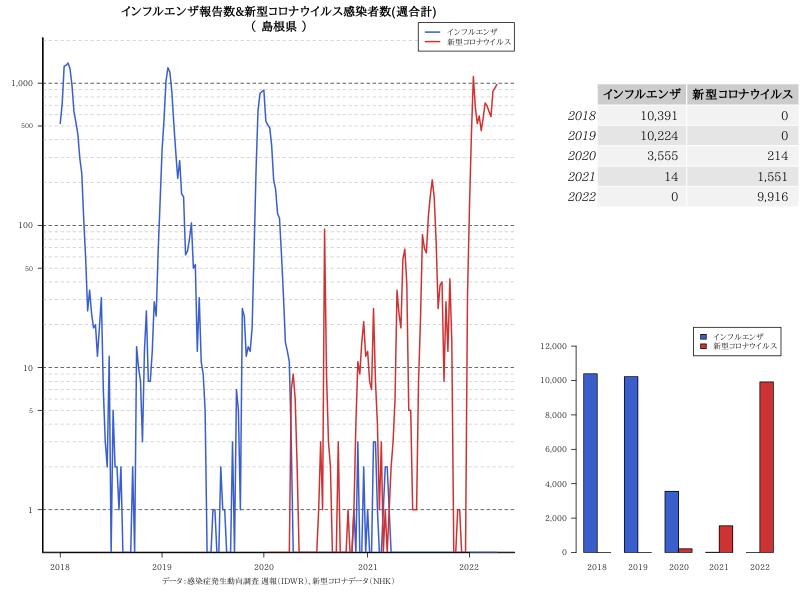 インフルエンザ報告数&新型コロナウイルス感染者数(週合計)
（ 島根県 ）
インフルエンザ
新型コロナウイルス
1,000
500
100
50
10
5
1
2018 2019 2020 2021 2022
データ:感染症発生動向調査 週報(IDWR)、新型コロナデータ(NHK)
インフルエンザ 新型コロナウイルス
2018 10,391 0
2019 10,224 0
2020 3,555 214
2021 14 1,551
2022 0 9,916
インフルエンザ
新型コロナウイルス
12,000
10,000
8,000
6,000
4,000
2,000
0
2018 2019 2020 2021 2022